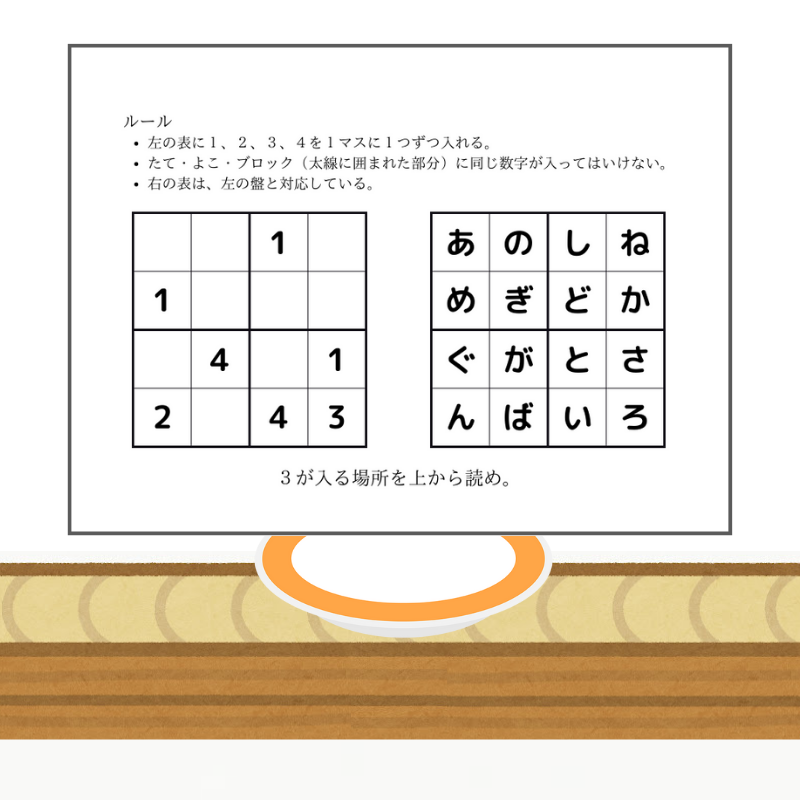 ルール
• 左の表に１、２、３、４を１マスに１つずつ入れる。
• たて・よこ・ブロック（太線に囲まれた部分）に同じ数字が入ってはいけない。
• 右の表は、左の盤と対応している。
1
1
4 1
2 4 3
あ の し ね
め ぎ ど か
ぐ が と さ
ん ば い ろ
３が入る場所を上から読め。